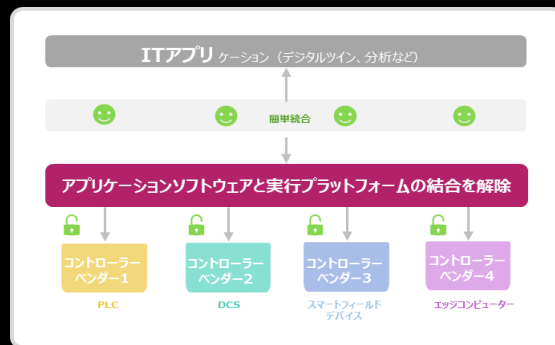 ITアプリ ケーション（デジタルツイン、分析など）
簡単統合
アプリケーションソフトウェアと実行プラットフォームの結合を解除
コントローラー
ベンダー1
コントローラー
ベンダー2
コントローラー
ベンダー3
コントローラー
ベンダー4
PLC
DCS
スマートフィールド
デバイス
エッジコンピューター